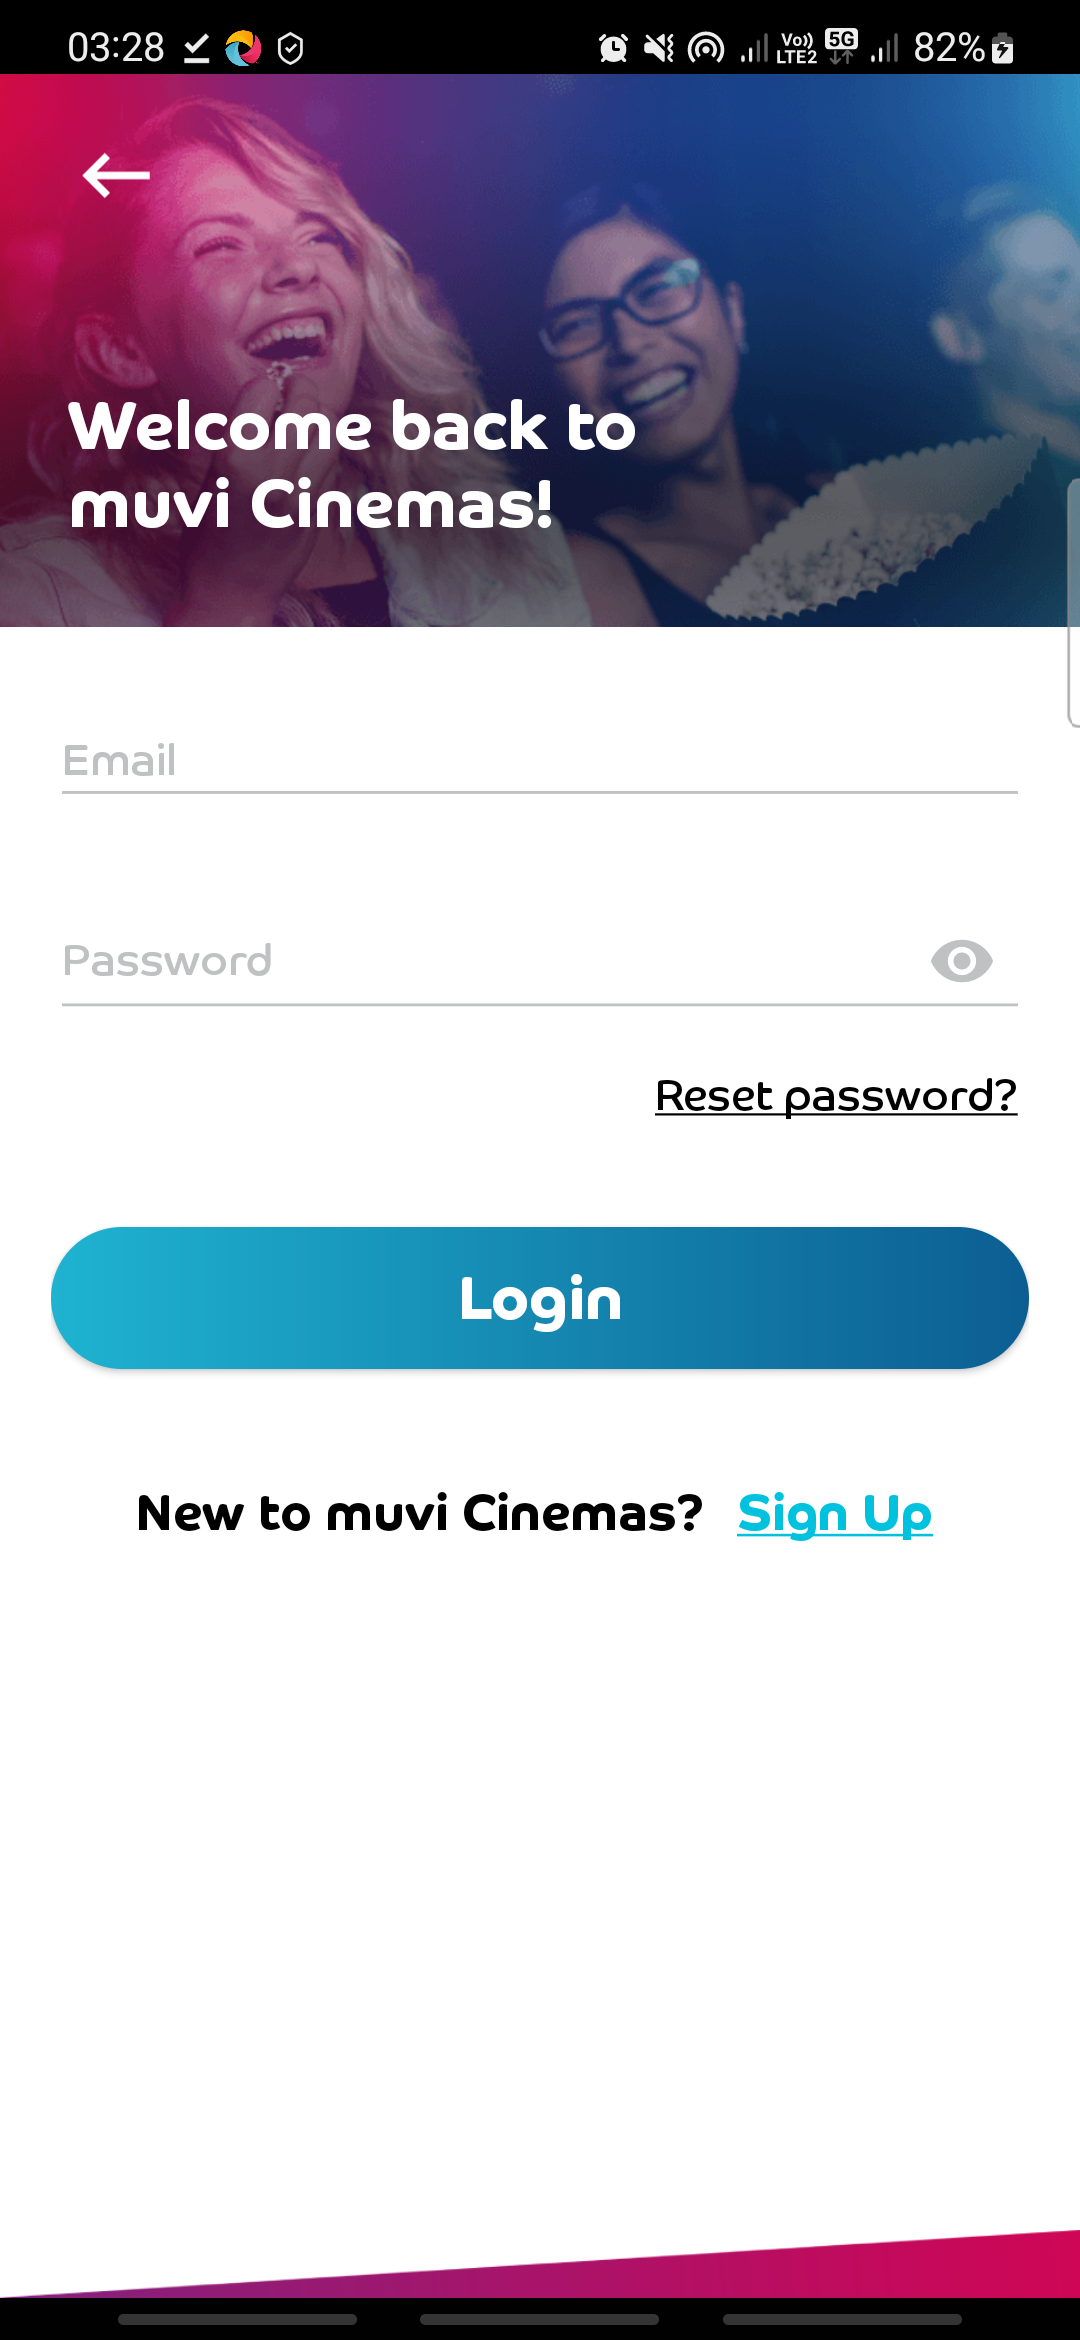 03:28 Vo)) LTE2 5G 82%
Welcome back to
muvi Cinemas!
Email
Password
Reset password?
Login
New to muvi Cinemas? Sign Up